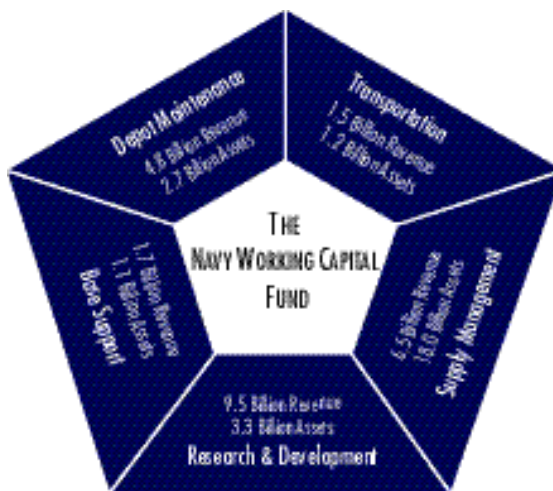 Depot Maintenance
4.8 Billion Revenue
2.7 Billion Assets
Transportation
1.5 Billion Revenue
1.2 Billion Assets
THE
NAVY WORKING CAPITAL
FUND
1.7 Billion Revenue
1.1 Billion Assets
Base Support
6.5 Billion Revenue
18.0 Billion Assets
Supply Management
9.5 Billion Revenue
3.3 Billion Assets
Research & Development